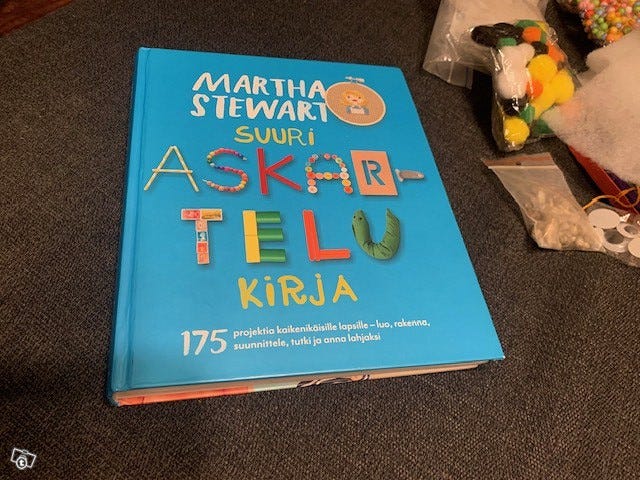 MARTHA
STEWART
SUURI
ASKAR-
TELU
KIRJA
175 projektia kaikenikäisille lapsille – luo, rakenna,
suunnittele, tutki ja anna lahjaksi